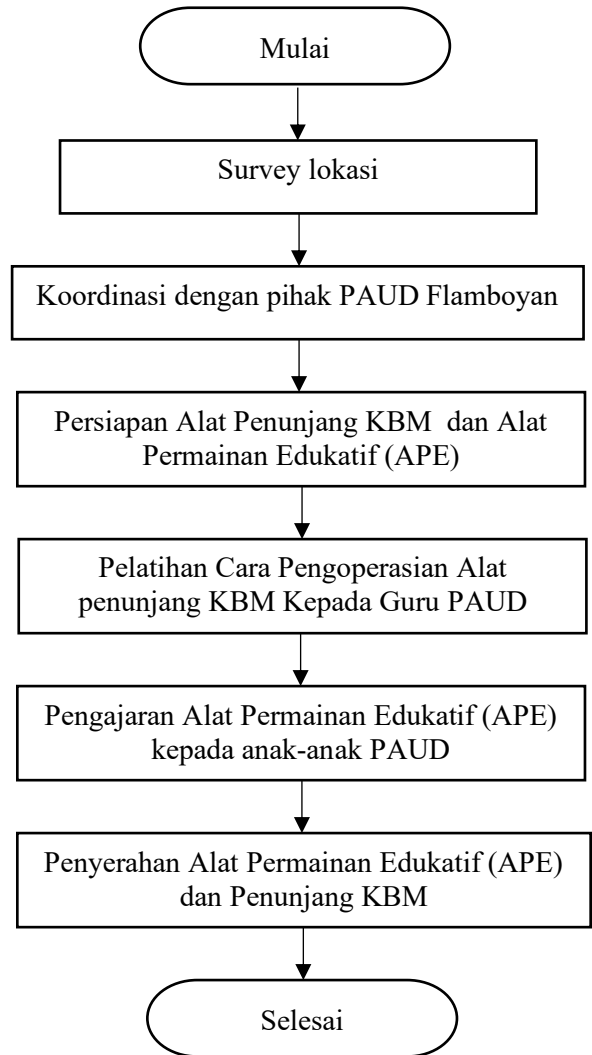 Mulai
Survey lokasi
Koordinasi dengan pihak PAUD Flamboyan
Persiapan Alat Penunjang KBM  dan Alat
Permainan Edukatif (APE)
Pelatihan Cara Pengoperasian Alat
penunjang KBM Kepada Guru PAUD
Pengajaran Alat Permainan Edukatif (APE)
kepada anak-anak PAUD
Penyerahan Alat Permainan Edukatif (APE)
dan Penunjang KBM
Selesai